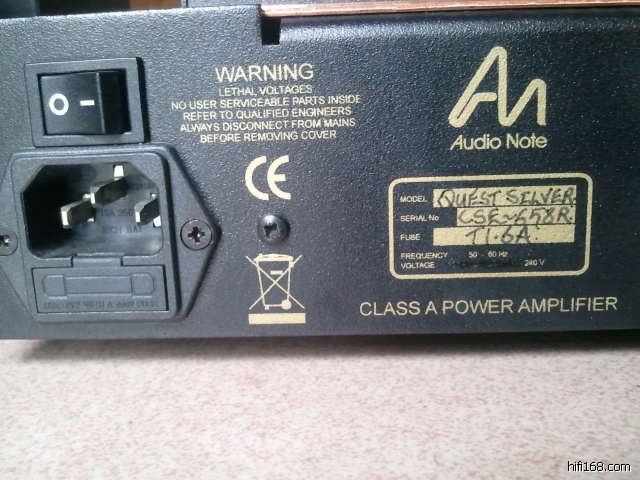 WARNING
LETHAL VOLTAGES
NO USER SERVICEABLE PARTS INSIDE
REFER TO QUALIFIED ENGINEERS
ALWAYS DISCONNECT FROM MAINS
BEFORE REMOVING COVER
Audio Note
CE
MODEL QUEST SILVER
SERIAL No CSE-658R
FUSE T1.6A
FREQUENCY 50 - 60 Hz
VOLTAGE 240 V
CLASS A POWER AMPLIFIER
hifi168.com